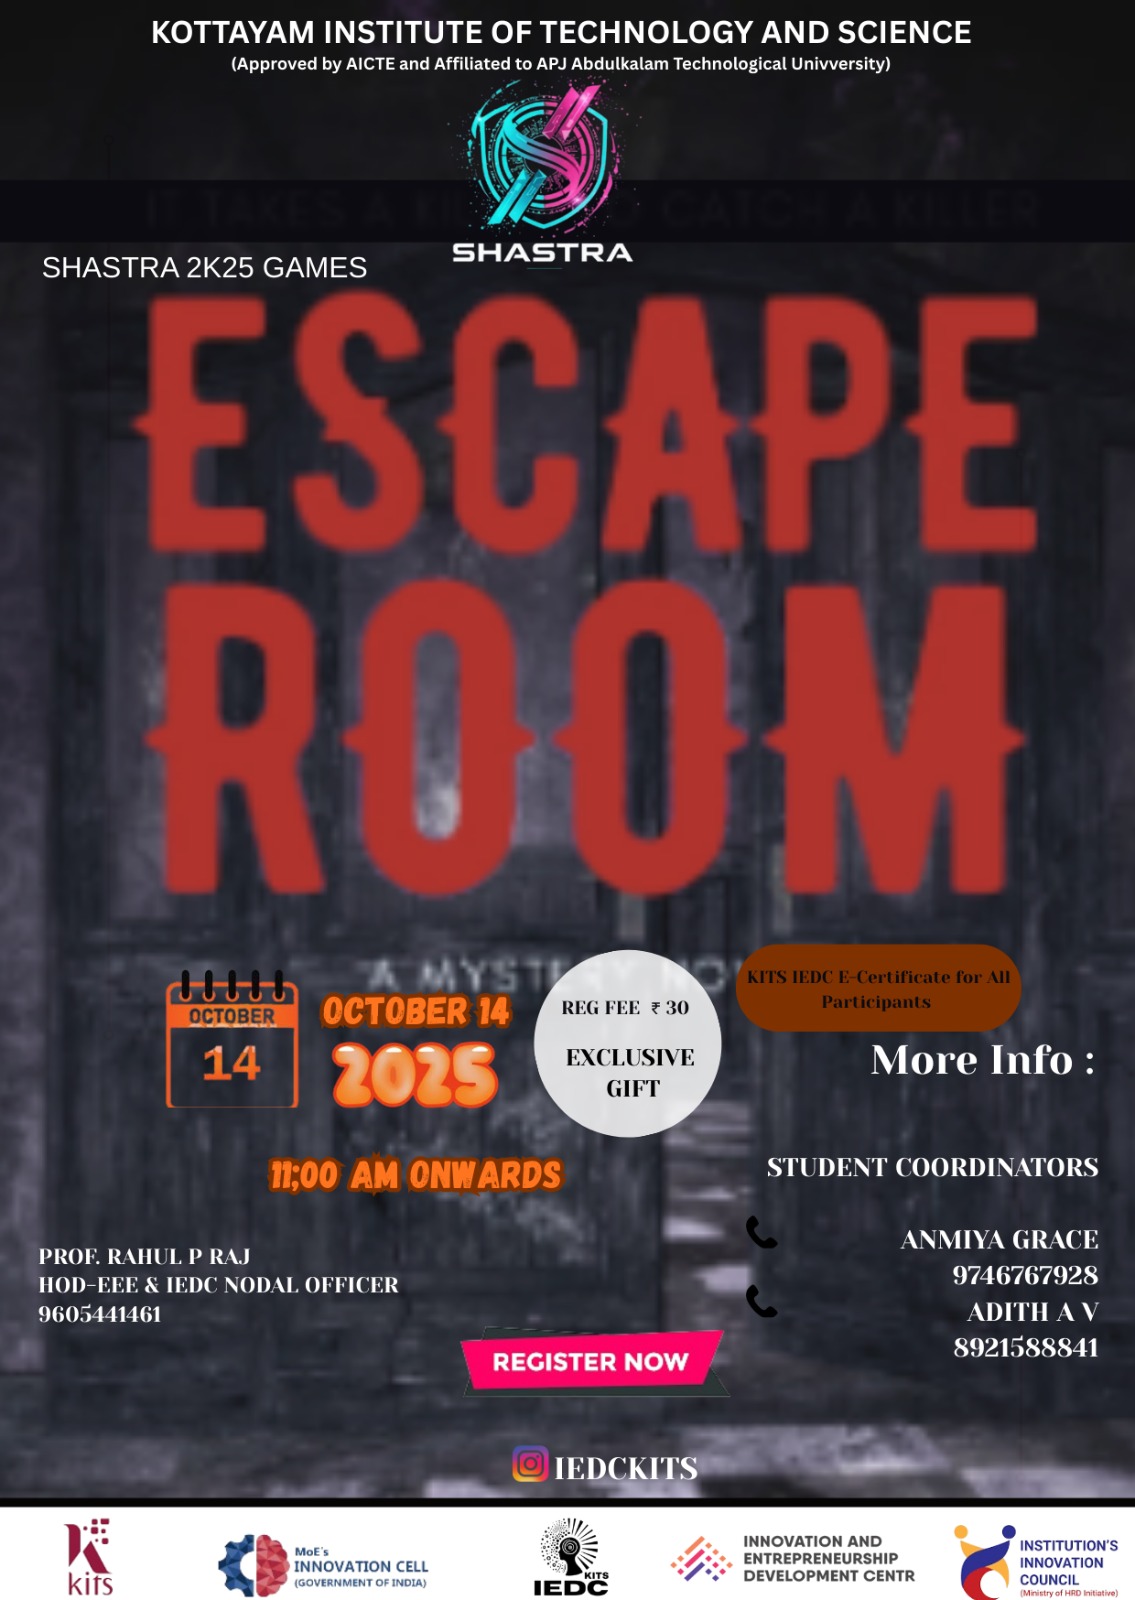 KOTTAYAM INSTITUTE OF TECHNOLOGY AND SCIENCE
(Approved by AICTE and Affiliated to APJ Abdulkalam Technological Univversity)
SHASTRA
SHASTRA 2K25 GAMES
ESCAPE
ROOM
OCTOBER
14
OCTOBER 14
2025
11;00 AM ONWARDS
REG FEE ₹ 30
EXCLUSIVE
GIFT
KITS IEDC E-Certificate for All
Participants
More Info :
STUDENT COORDINATORS
ANMIYA GRACE
9746767928
ADITH A V
8921588841
PROF. RAHUL P RAJ
HOD-EEE & IEDC NODAL OFFICER
9605441461
REGISTER NOW
IEDCKITS
kits
MoE's
INNOVATION CELL
(GOVERNMENT OF INDIA)
KITS
IEDC
INNOVATION AND
ENTREPRENEURSHIP
DEVELOPMENT CENTR
INSTITUTION'S
INNOVATION
COUNCIL
(Ministry of HRD Initiative)